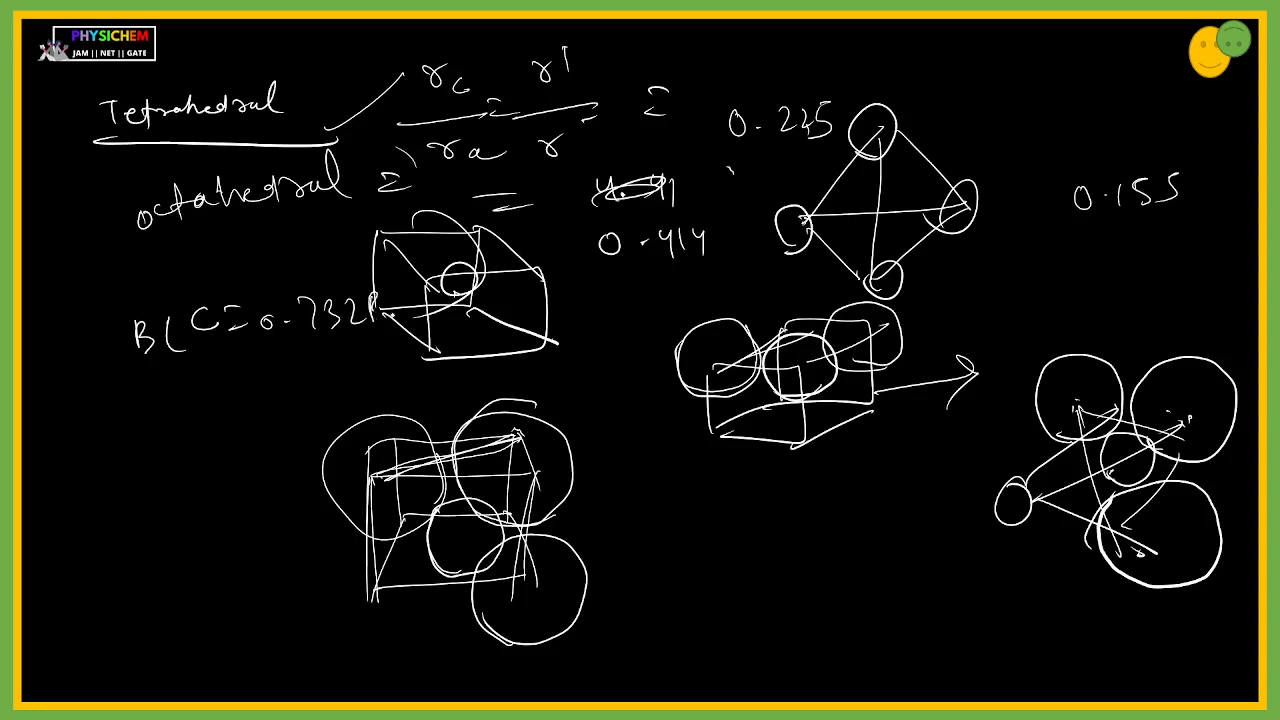 PHYSICHEM
JAM || NET || GATE
Tetrahedral rc/ra = r'/r = = 0.225
octahedral = = 0.414
0.155
BCC = 0.732